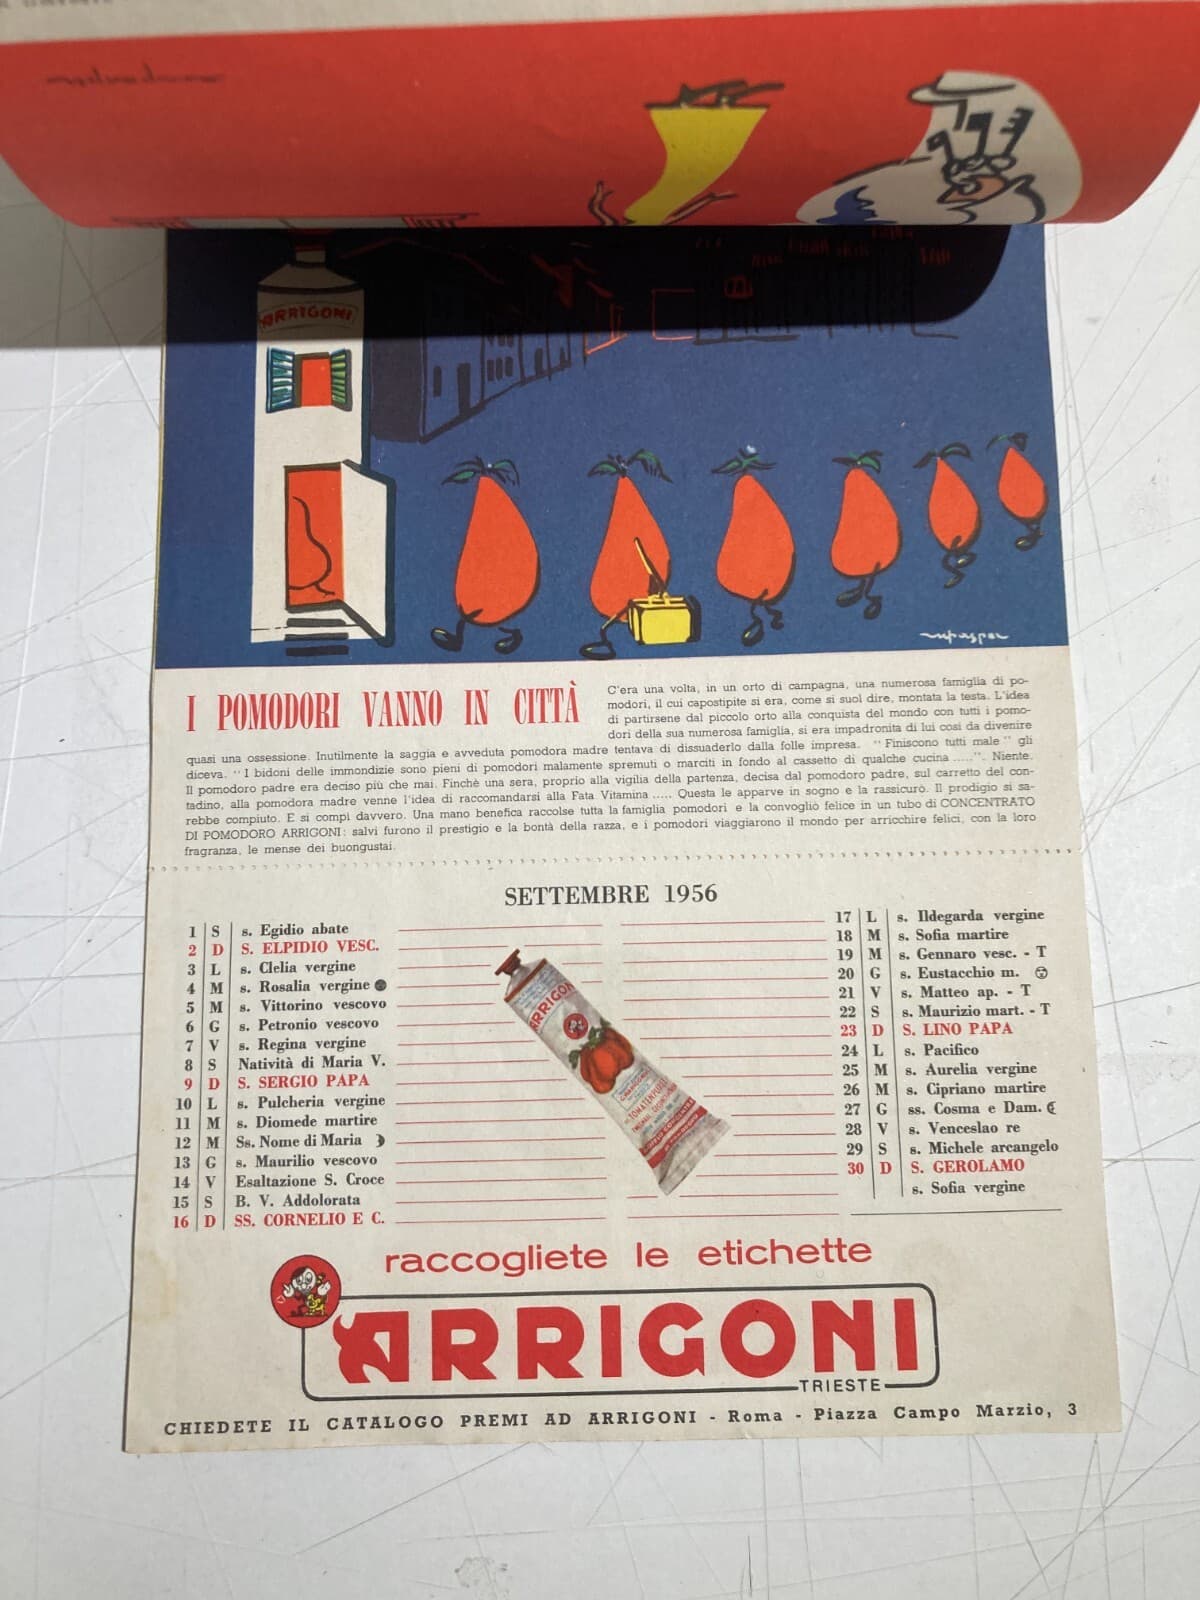 ARRIGONI
I POMODORI VANNO IN CITTÀ
C'era una volta, in un orto di campagna, una numerosa famiglia di po-
modori, il cui capostipite si era, come si suol dire, montata la testa. L'idea
di partirsene dal piccolo orto alla conquista del mondo con tutti i pomo-
dori della sua numerosa famiglia, si era impadronita di lui così da divenire
quasi una ossessione. Inutilmente la saggia e avveduta pomodora madre tentava di dissuaderlo dalla folle impresa. "Finiscono tutti male" gli
diceva. "I bidoni delle immondizie sono pieni di pomodori malamente spremuti o marciti in fondo al cassetto di qualche cucina .....". Niente.
Il pomodoro padre era deciso più che mai. Finchè una sera, proprio alla vigilia della partenza, decisa dal pomodoro padre, sul carretto del con-
tadino, alla pomodora madre venne l'idea di raccomandarsi alla Fata Vitamina ..... Questa le apparve in sogno e la rassicurò. Il prodigio si sa-
rebbe compiuto. E si compì davvero. Una mano benefica raccolse tutta la famiglia pomodori e la convogliò felice in un tubo di CONCENTRATO
DI POMODORO ARRIGONI: salvi furono il prestigio e la bontà della razza, e i pomodori viaggiarono il mondo per arricchire felici, con la loro
fragranza, le mense dei buongustai.
SETTEMBRE 1956
1 S s. Egidio abate
2 D S. ELPIDIO VESC.
3 L s. Clelia vergine
4 M s. Rosalia vergine
5 M s. Vittorino vescovo
6 G s. Petronio vescovo
7 V s. Regina vergine
8 S Natività di Maria V.
9 D S. SERGIO PAPA
10 L s. Pulcheria vergine
11 M s. Diomede martire
12 M Ss. Nome di Maria
13 G s. Maurilio vescovo
14 V Esaltazione S. Croce
15 S B. V. Addolorata
16 D SS. CORNELIO E C.
17 L s. Ildegarda vergine
18 M s. Sofia martire
19 M s. Gennaro vesc. - T
20 G s. Eustacchio m.
21 V s. Matteo ap. - T
22 S s. Maurizio mart. - T
23 D S. LINO PAPA
24 L s. Pacifico
25 M s. Aurelia vergine
26 M s. Cipriano martire
27 G ss. Cosma e Dam.
28 V s. Venceslao re
29 S s. Michele arcangelo
30 D S. GEROLAMO
s. Sofia vergine
ARRIGONI
raccogliete le etichette
ARRIGONI
TRIESTE
CHIEDETE IL CATALOGO PREMI AD ARRIGONI - Roma - Piazza Campo Marzio, 3